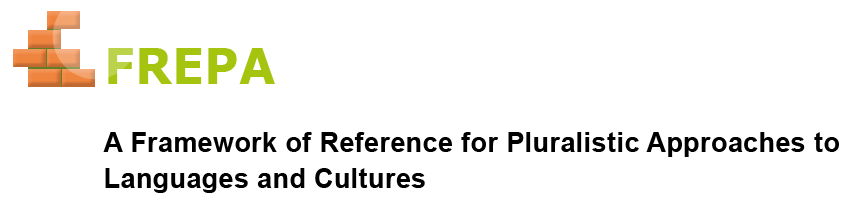 FREPA
A Framework of Reference for Pluralistic Approaches to
Languages and Cultures